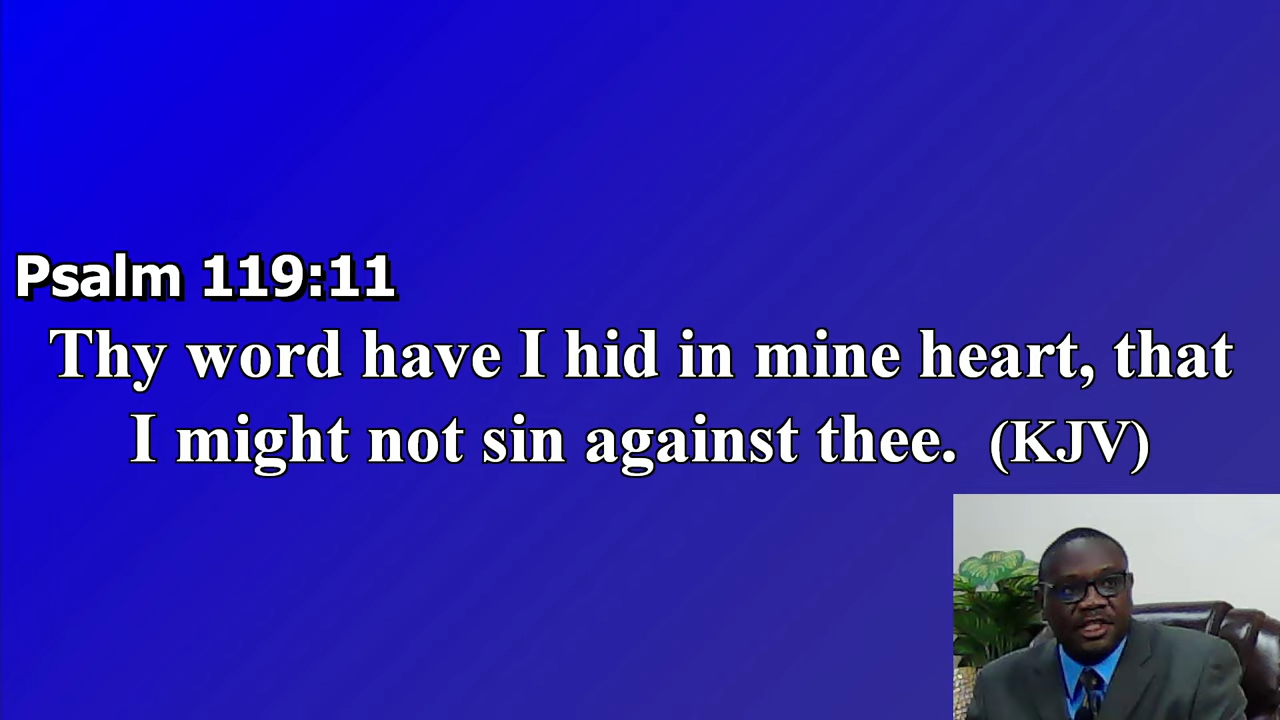 Psalm 119:11
Thy word have I hid in mine heart, that
I might not sin against thee. (KJV)